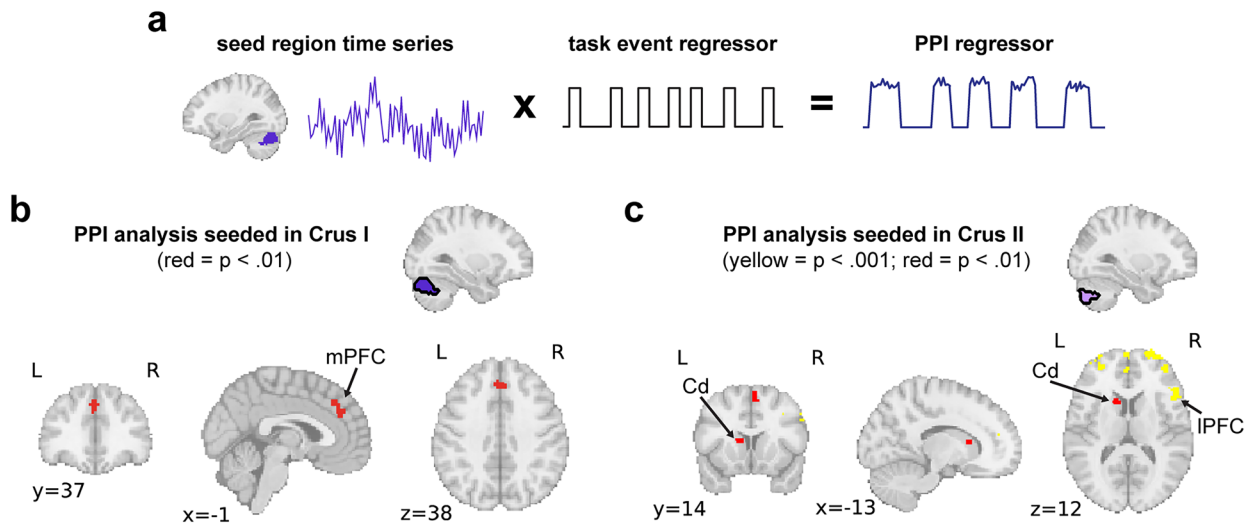 a
seed region time series
task event regressor
PPI regressor
x
=
b
PPI analysis seeded in Crus I
(red = p < .01)
L
R
mPFC
L
R
y=37
x=-1
z=38
c
PPI analysis seeded in Crus II
(yellow = p < .001; red = p < .01)
L
R
Cd
L
R
Cd
lPFC
y=14
x=-13
z=12